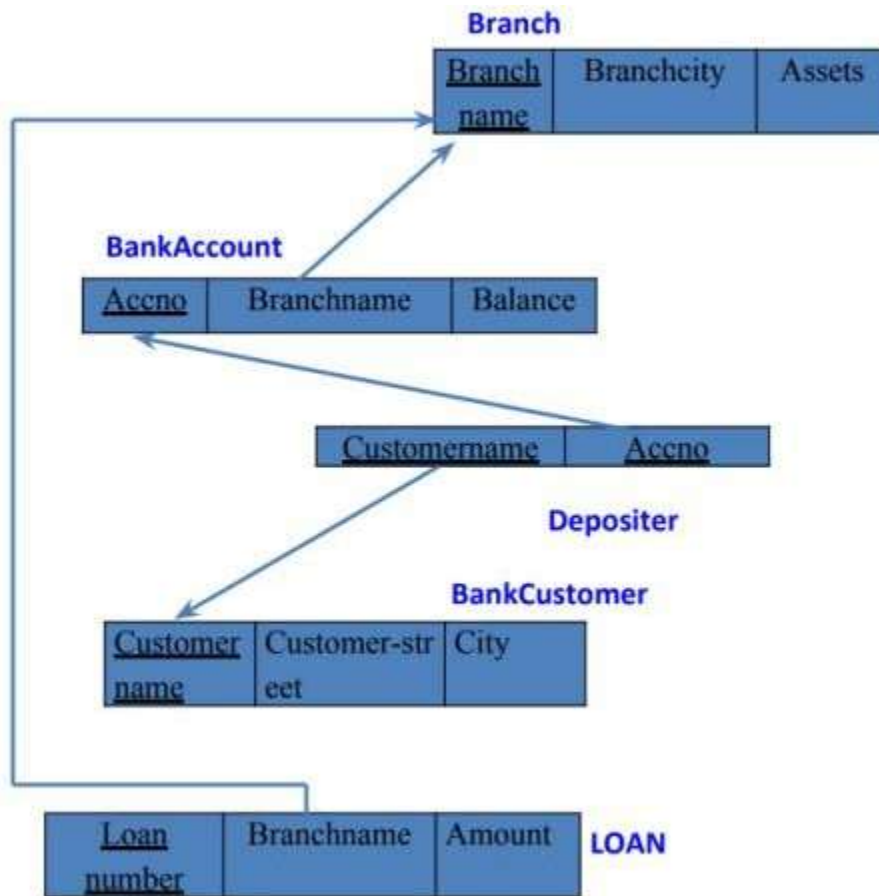 Branch
Branch Branchcity Assets
name
BankAccount
Accno Branchname Balance
Customername Accno
Depositer
BankCustomer
Customer Customer-str City
name eet
Loan Branchname Amount
number
LOAN